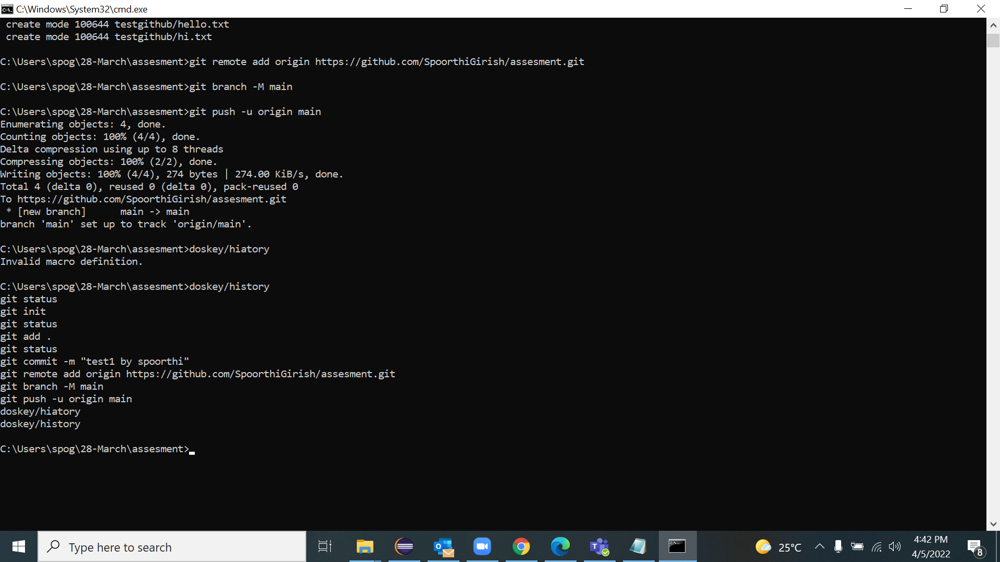 C:\Windows\System32\cmd.exe
create mode 100644 testgithub/hello.txt
create mode 100644 testgithub/hi.txt
C:\Users\spog\28-March\assesment>git remote add origin https://github.com/SpoorthiGirish/assesment.git
C:\Users\spog\28-March\assesment>git branch -M main
C:\Users\spog\28-March\assesment>git push -u origin main
Enumerating objects: 4, done.
Counting objects: 100% (4/4), done.
Delta compression using up to 8 threads
Compressing objects: 100% (2/2), done.
Writing objects: 100% (4/4), 274 bytes | 274.00 KiB/s, done.
Total 4 (delta 0), reused 0 (delta 0), pack-reused 0
To https://github.com/SpoorthiGirish/assesment.git
* [new branch]      main -> main
branch 'main' set up to track 'origin/main'.
C:\Users\spog\28-March\assesment>doskey/hiatory
Invalid macro definition.
C:\Users\spog\28-March\assesment>doskey/history
git status
git init
git status
git add .
git status
git commit -m "test1 by spoorthi"
git remote add origin https://github.com/SpoorthiGirish/assesment.git
git branch -M main
git push -u origin main
doskey/hiatory
doskey/history
C:\Users\spog\28-March\assesment>
Type here to search
25°C
4:42 PM
4/5/2022
8